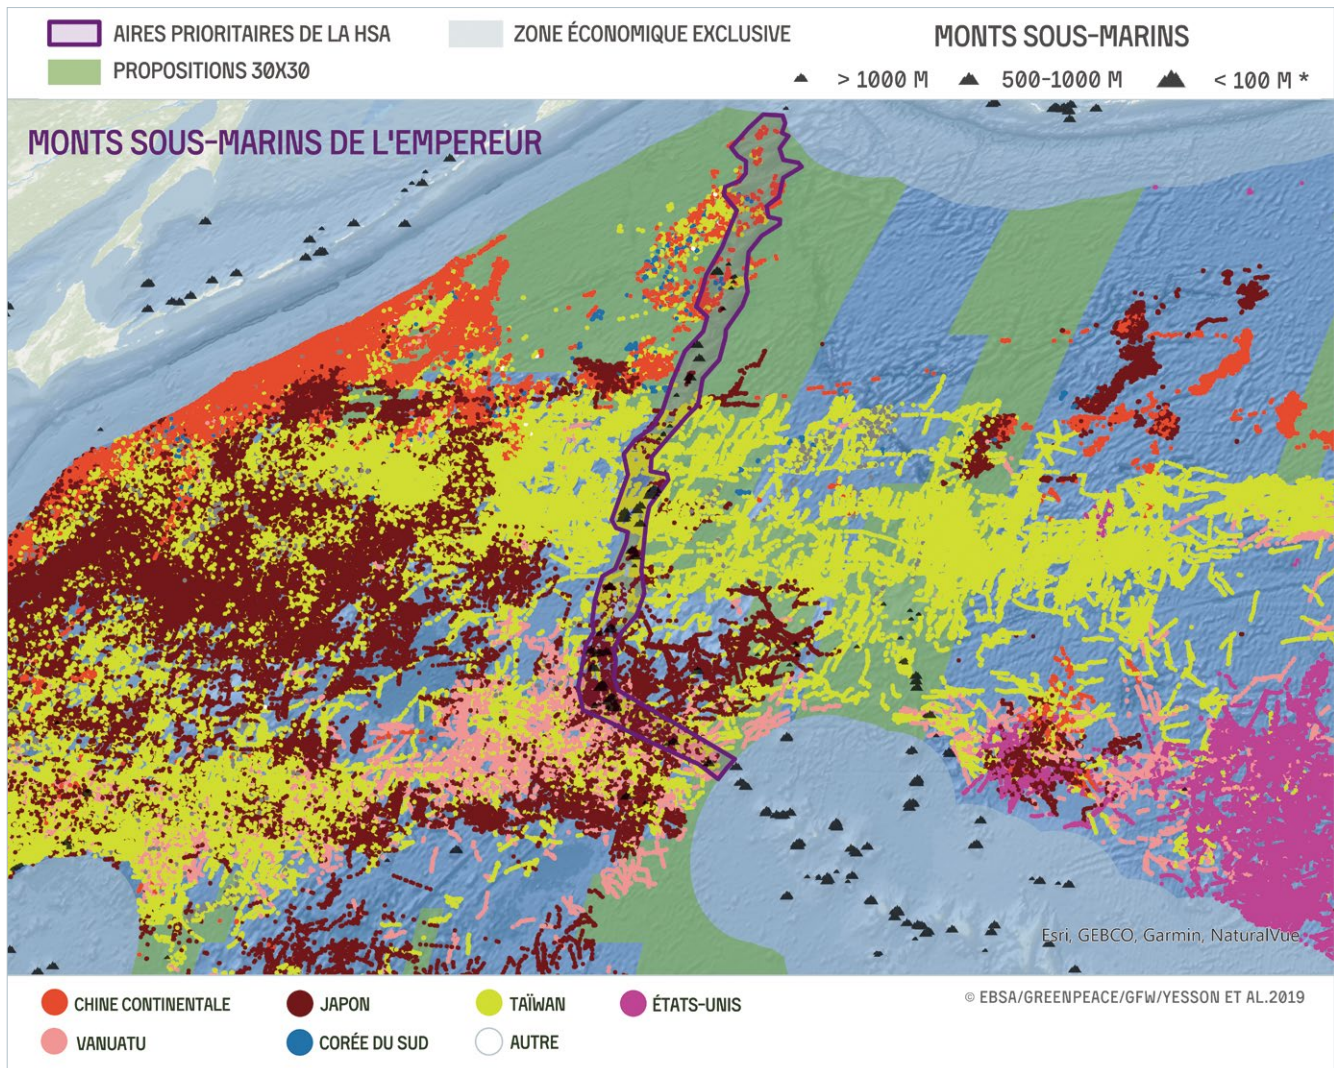 AIRES PRIORITAIRES DE LA HSA
ZONE ÉCONOMIQUE EXCLUSIVE
MONTS SOUS-MARINS
PROPOSITIONS 30X30
> 1000 M
500-1000 M
< 100 M *
MONTS SOUS-MARINS DE L'EMPEREUR
Esri, GEBCO, Garmin, NaturalVue
CHINE CONTINENTALE
JAPON
TAÏWAN
ÉTATS-UNIS
© EBSA/GREENPEACE/GFW/YESSON ET AL.2019
VANUATU
CORÉE DU SUD
AUTRE